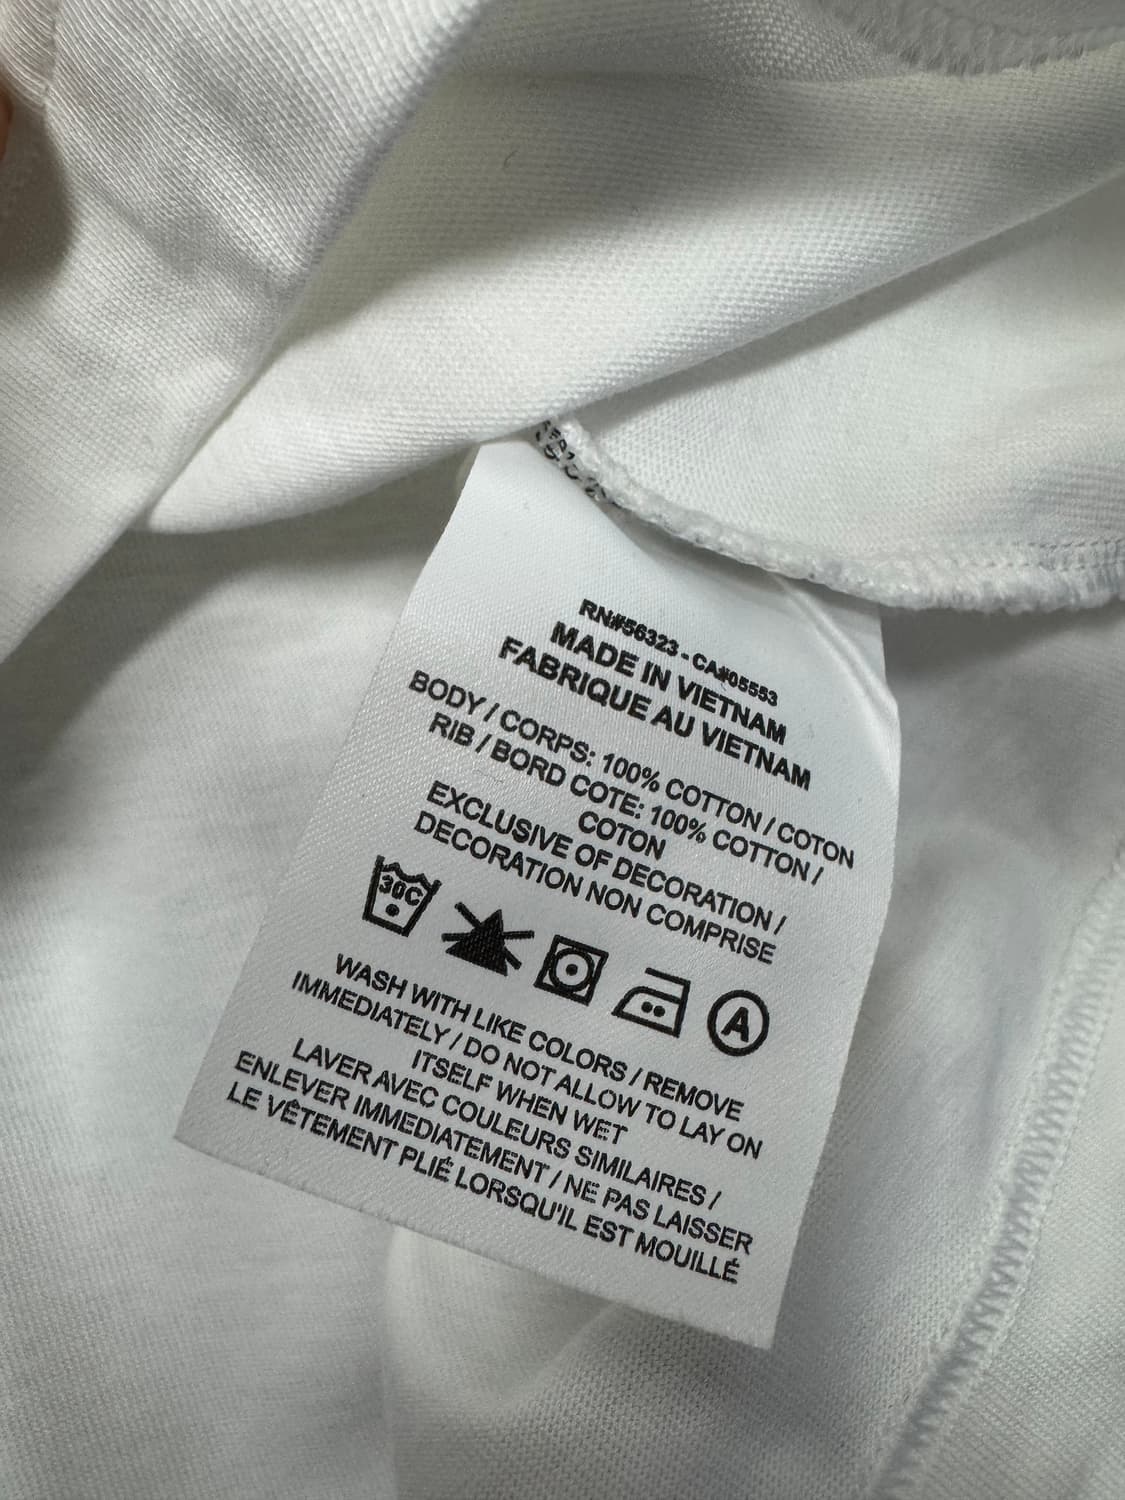 RN#56323 - CA#05553
MADE IN VIETNAM
FABRIQUE AU VIETNAM
BODY / CORPS: 100% COTTON / COTON
RIB / BORD COTE: 100% COTTON /
COTON
EXCLUSIVE OF DECORATION /
DECORATION NON COMPRISE
30C
A
WASH WITH LIKE COLORS / REMOVE
IMMEDIATELY / DO NOT ALLOW TO LAY ON
ITSELF WHEN WET
LAVER AVEC COULEURS SIMILAIRES /
ENLEVER IMMEDIATEMENT / NE PAS LAISSER
LE VÊTEMENT PLIÉ LORSQU'IL EST MOUILLÉ